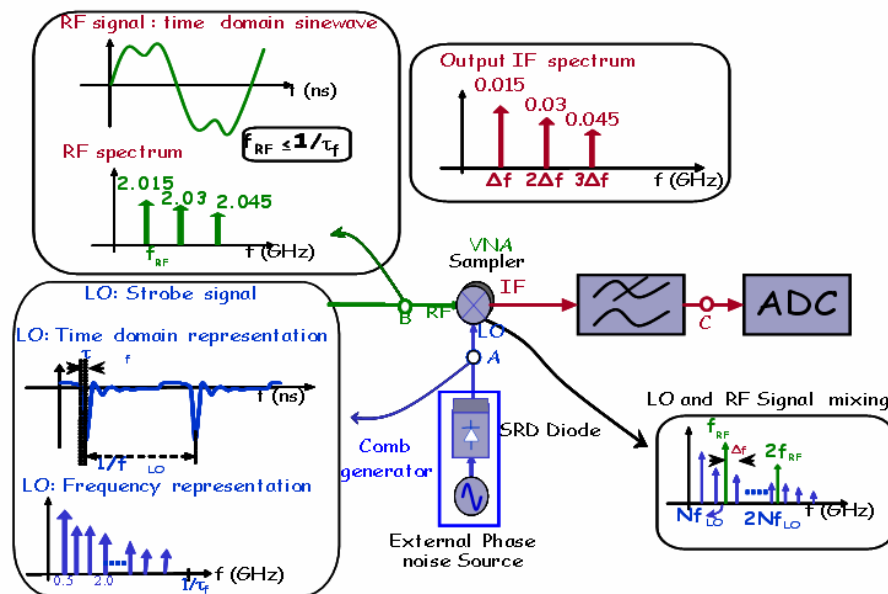 RF signal : time domain sinewave
t (ns)
f RF ≤ 1/τf
RF spectrum
2.015
2.03
2.045
fRF
f (GHz)
Output IF spectrum
0.015
0.03
0.045
Δf 2Δf 3Δf
f (GHz)
VNA
Sampler
B
RF
IF
LO
C
ADC
A
LO: Strobe signal
LO: Time domain representation
τ f
t (ns)
1/f LO
LO: Frequency representation
0.5
2.0
1/τf
f (GHz)
SRD Diode
Comb
generator
External Phase
noise Source
LO and RF Signal mixing
fRF
Δf
2fRF
NfLO
2NfLO
f (GHz)